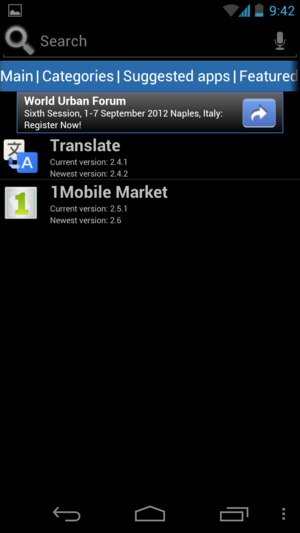 9:42
Search
Main|Categories|Suggested apps|Featured
World Urban Forum
Sixth Session, 1-7 September 2012 Naples, Italy:
Register Now!
文
A
Translate
Current version: 2.4.1
Newest version: 2.4.2
1
1Mobile Market
Current version: 2.5.1
Newest version: 2.6